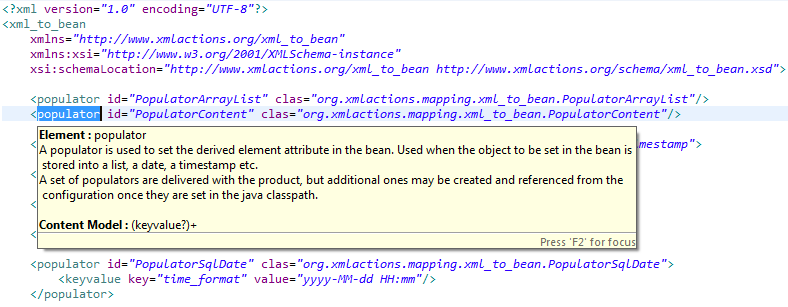 <?xml version="1.0" encoding="UTF-8"?>
<xml_to_bean
xmlns="http://www.xmlactions.org/xml_to_bean"
xmlns:xsi="http://www.w3.org/2001/XMLSchema-instance"
xsi:schemaLocation="http://www.xmlactions.org/xml_to_bean http://www.xmlactions.org/schema/xml_to_bean.xsd">
<populator id="PopulatorArrayList" clas="org.xmlactions.mapping.xml_to_bean.PopulatorArrayList"/>
<populator id="PopulatorContent" clas="org.xmlactions.mapping.xml_to_bean.PopulatorContent"/>
Element : populator
A populator is used to set the derived element attribute in the bean. Used when the object to be set in the bean is
< mestamp">
stored into a list, a date, a timestamp etc.
A set of populators are delivered with the product, but additional ones may be created and referenced from the
<
configuration once they are set in the java classpath.
<
Content Model : (keyvalue?)+
<
Press 'F2' for focus
<populator id="PopulatorSqlDate" clas="org.xmlactions.mapping.xml_to_bean.PopulatorSqlDate">
<keyvalue key="time_format" value="yyyy-MM-dd HH:mm"/>
</populator>